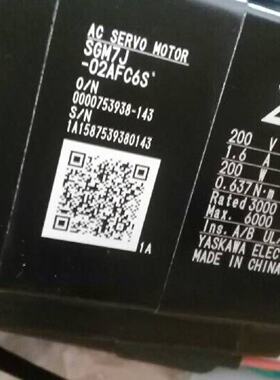 AC SERVO MOTOR
SGM7J
-02AFC6S
O/N
0000753938-143
S/N
1A1587539380143
1A
200 V
1.6 A
200 W
0.637N·
Rated 3000
Max. 6000
Ins. A/B U
YASKAWA ELEC
MADE IN CHINA